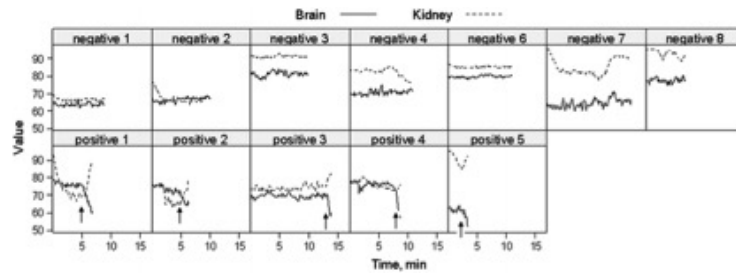 Brain Kidney
negative 1 negative 2 negative 3 negative 4 negative 6 negative 7 negative 8
90
80
70
60
50
Value
positive 1 positive 2 positive 3 positive 4 positive 5
90
80
70
60
50
5 10 15 5 10 15 5 10 15 5 10 15 5 10 15
Time, min